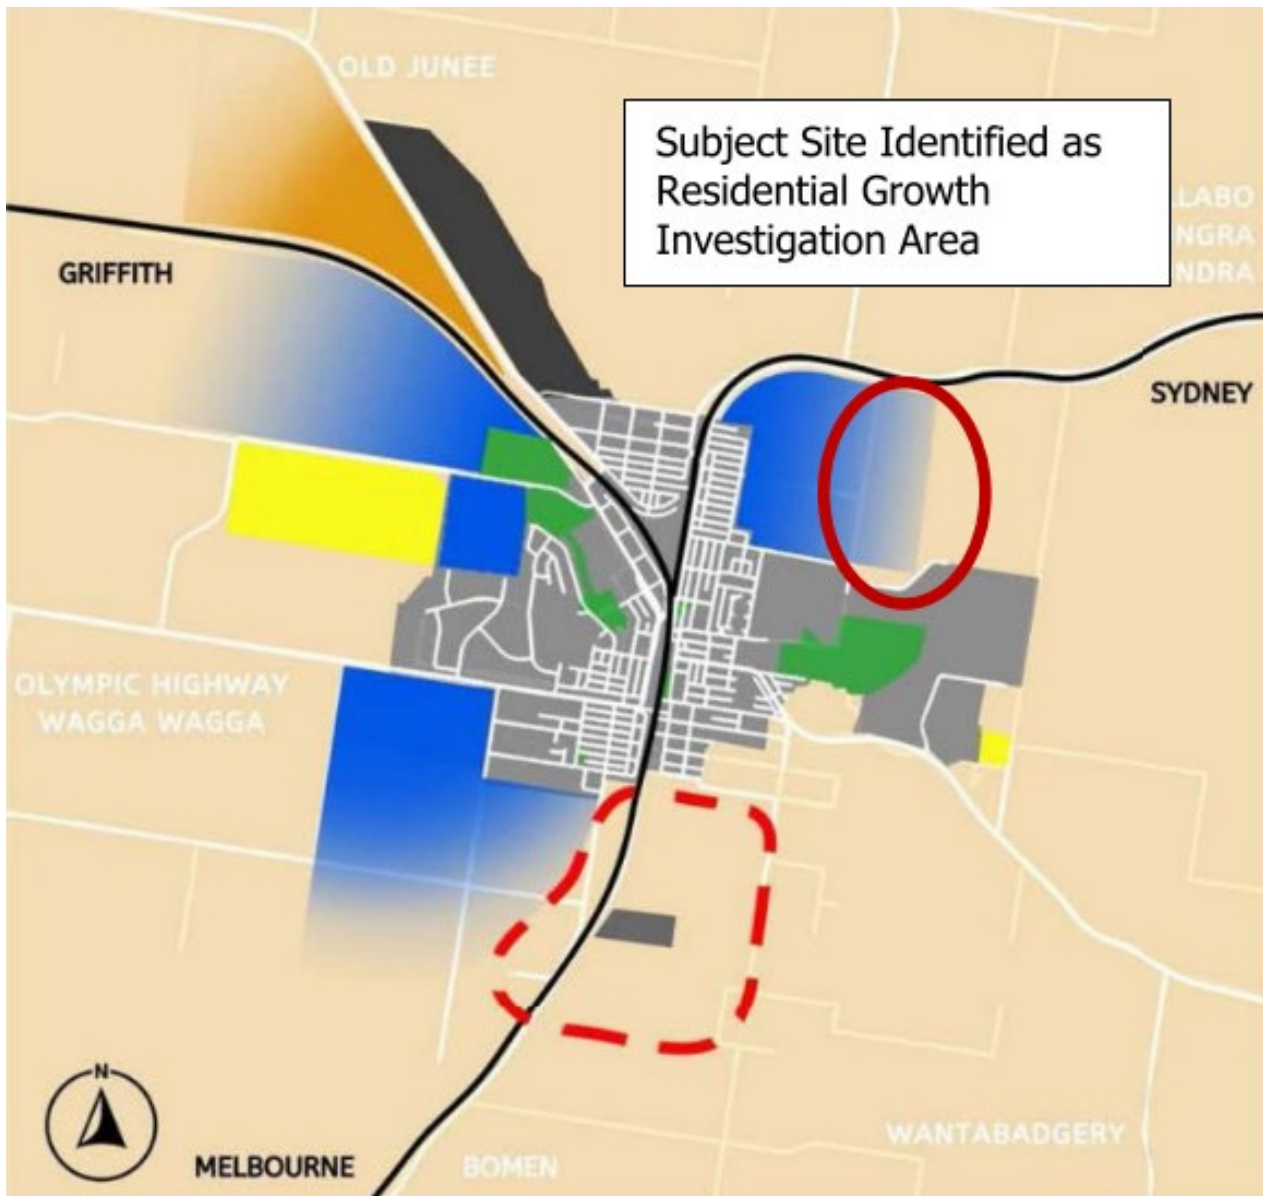 OLD JUNEE
Subject Site Identified as
Residential Growth
Investigation Area
GRIFFITH
SYDNEY
OLYMPIC HIGHWAY
WAGGA WAGGA
N
WANTABADGERY
MELBOURNE
BOMEN